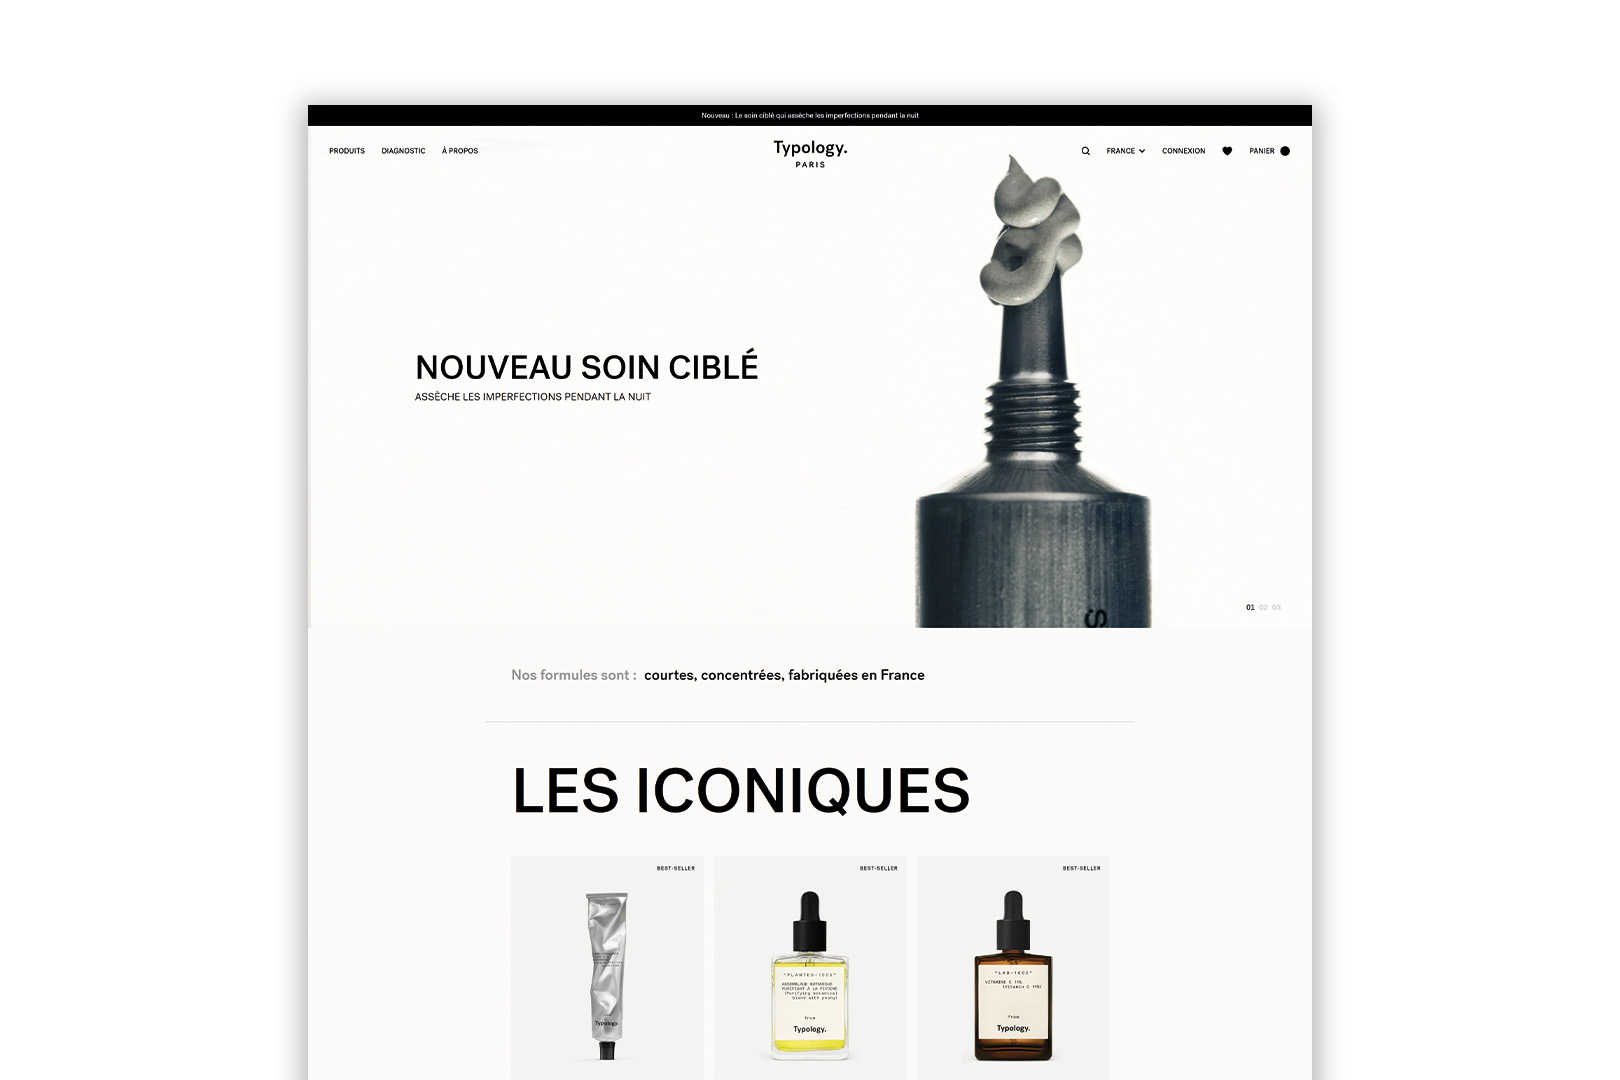 Nouveau : Le soin ciblé qui assèche les imperfections pendant la nuit
PRODUITS DIAGNOSTIC À PROPOS
Typology.
PARIS
FRANCE CONNEXION PANIER
NOUVEAU SOIN CIBLÉ
ASSÈCHE LES IMPERFECTIONS PENDANT LA NUIT
S
01 02 03
Nos formules sont : courtes, concentrées, fabriquées en France
LES ICONIQUES
BEST-SELLER
Typology.
BEST-SELLER
"PLANTES-1003"
ASSEMBLAGE BOTANIQUE
PURIFIANT À LA PIVOINE
(Purifying botanical
blend with peony)
from
Typology.
BEST-SELLER
"LAB-1602"
VITAMINE C 11%
(Vitamin C 11%)
from
Typology.